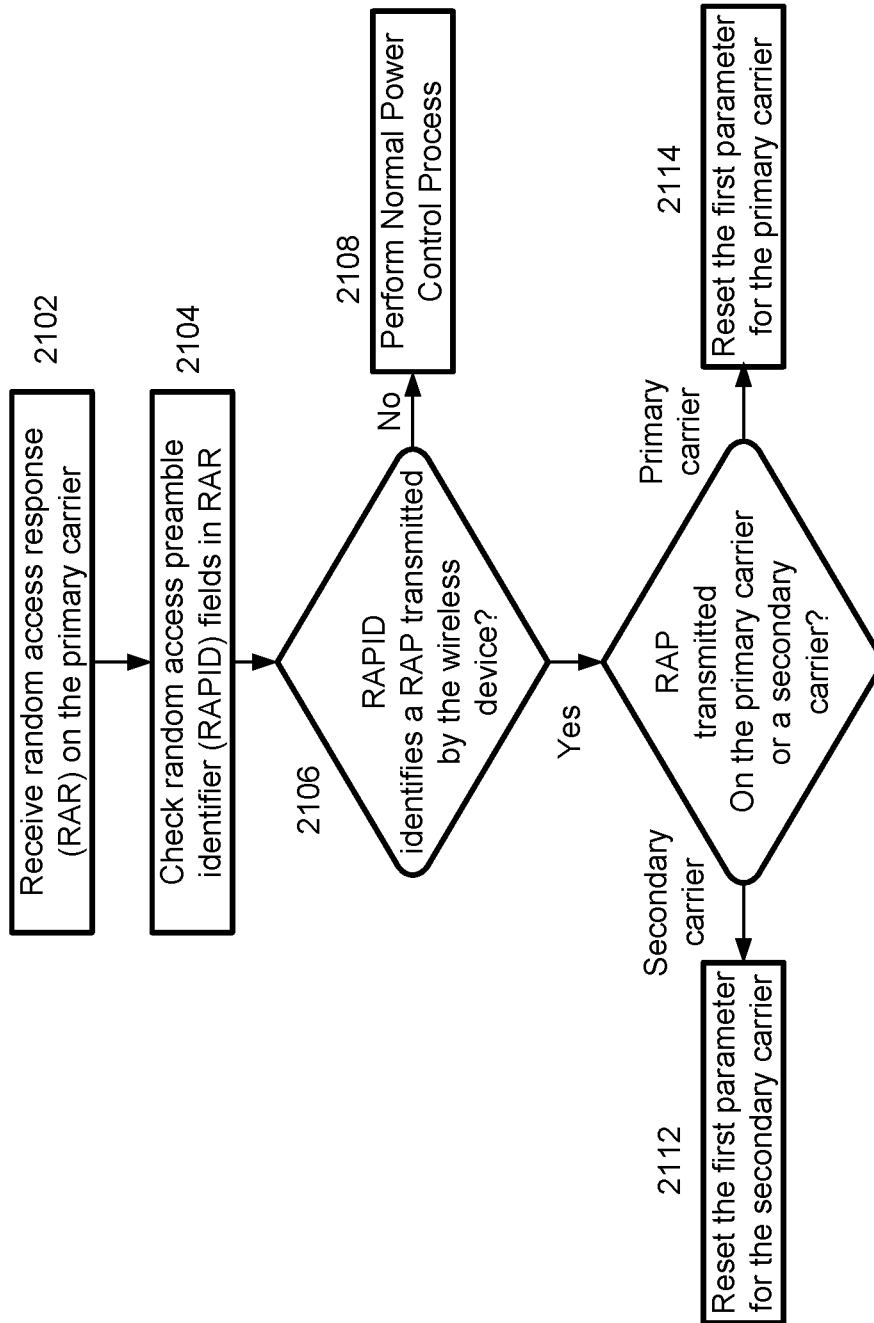 2102
Receive random access response
(RAR) on the primary carrier
2104
Check random access preamble
identifier (RAPID) fields in RAR
2106
RAPID
identifies a RAP transmitted
by the wireless
device?
No
2108
Perform Normal Power
Control Process
Yes
RAP
transmitted
On the primary carrier
or a secondary
carrier?
Secondary
carrier
Primary
carrier
2112
Reset the first parameter
for the secondary carrier
2114
Reset the first parameter
for the primary carrier